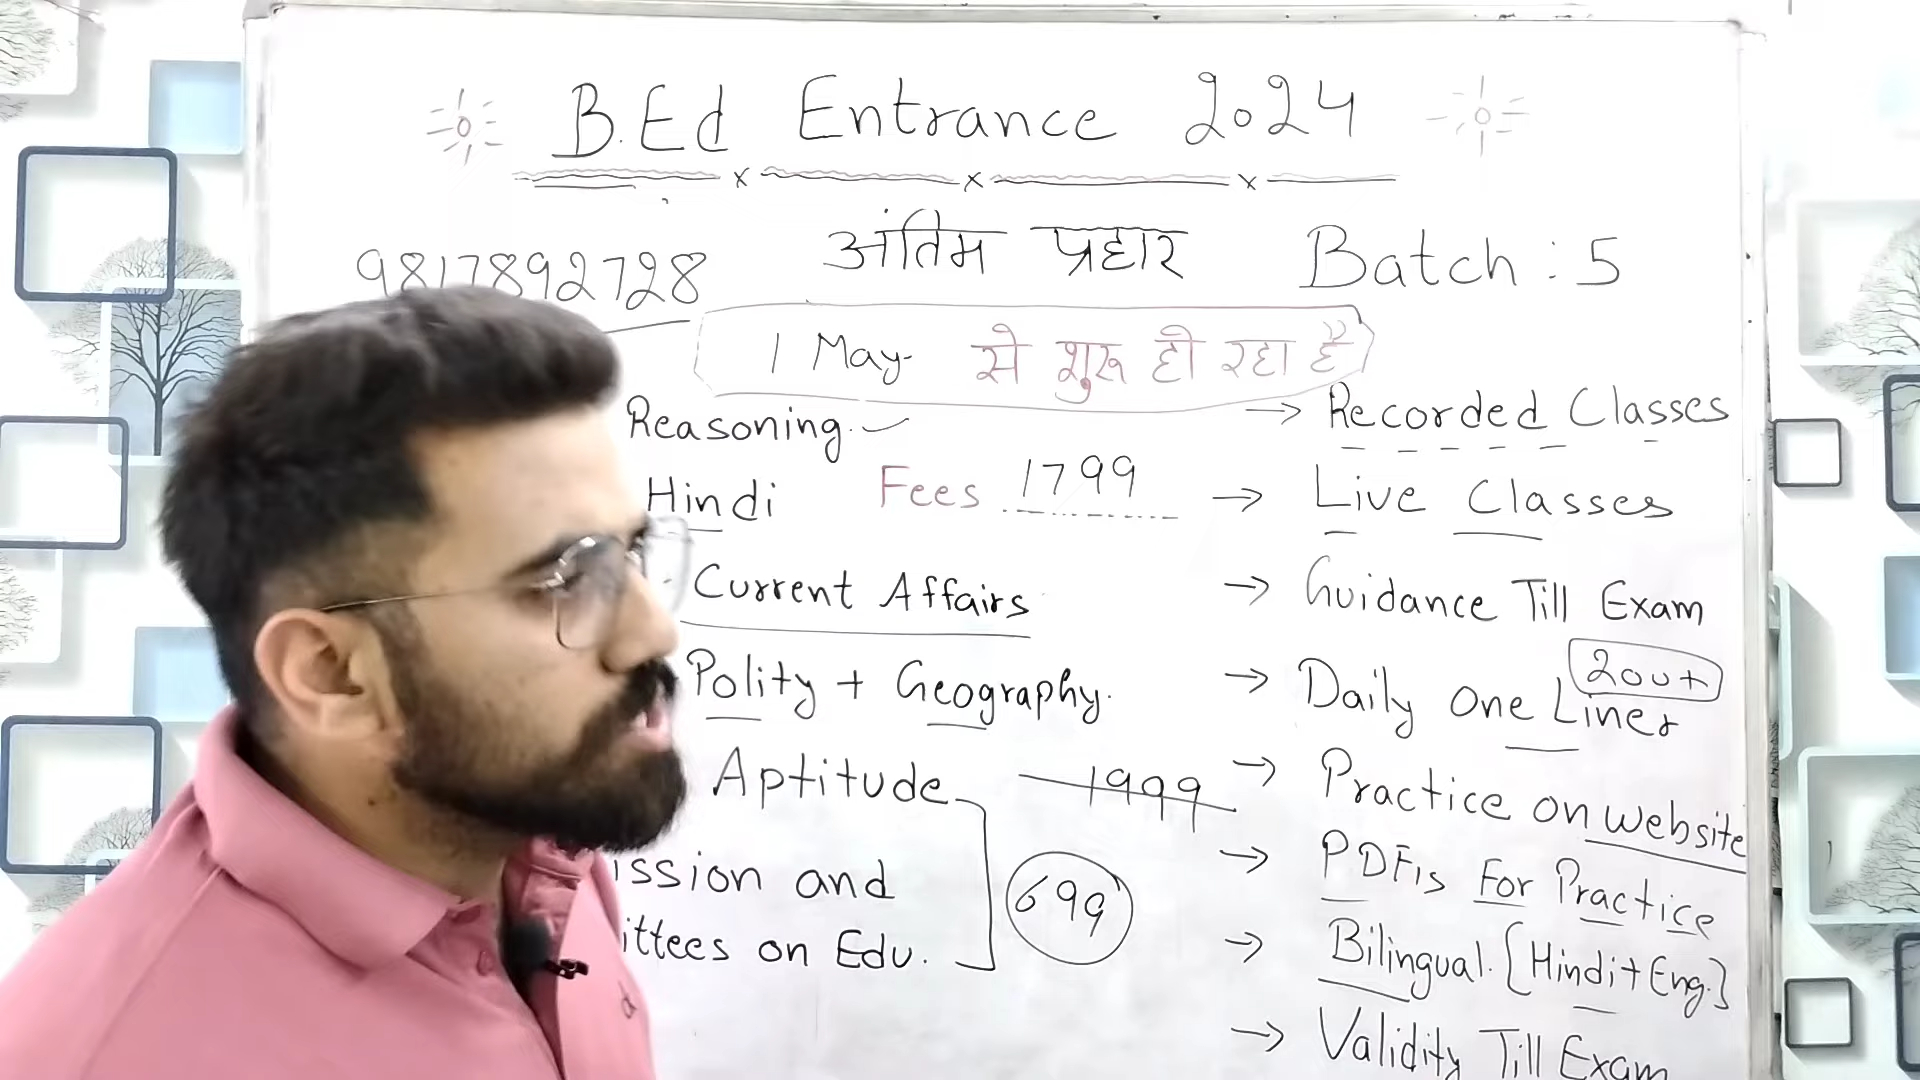 B.Ed Entrance 2024
अंतिम प्रहार Batch : 5
9817892728
1 May से शुरू हो रहा है
Reasoning
Hindi
Fees 1799
Current Affairs
Polity + Geography.
Aptitude
1999
ission and
ittees on Edu.
699
→ Recorded Classes
→ Live Classes
→ Guidance Till Exam
→ Daily One Liner 200+
→ Practice on website
→ PDF's For Practice
→ Bilingual. [Hindi + Eng.]
→ Validity Till Exam